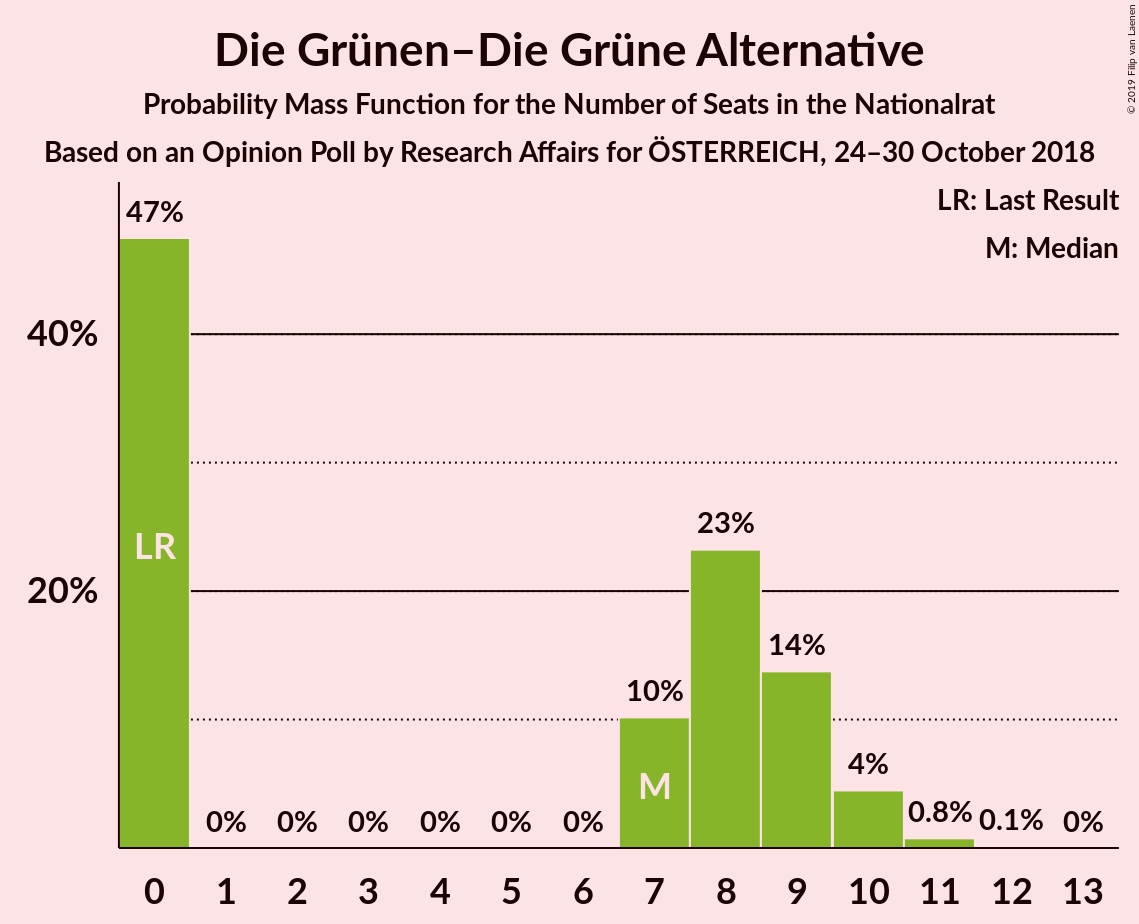 Die Grünen–Die Grüne Alternative
Probability Mass Function for the Number of Seats in the Nationalrat
Based on an Opinion Poll by Research Affairs for ÖSTERREICH, 24–30 October 2018
© 2019 Filip van Laenen
LR: Last Result
M: Median
47%
40%
23%
LR
20%
14%
10%
M
4%
0% 0% 0% 0% 0% 0% 0.8% 0.1% 0%
0 1 2 3 4 5 6 7 8 9 10 11 12 13